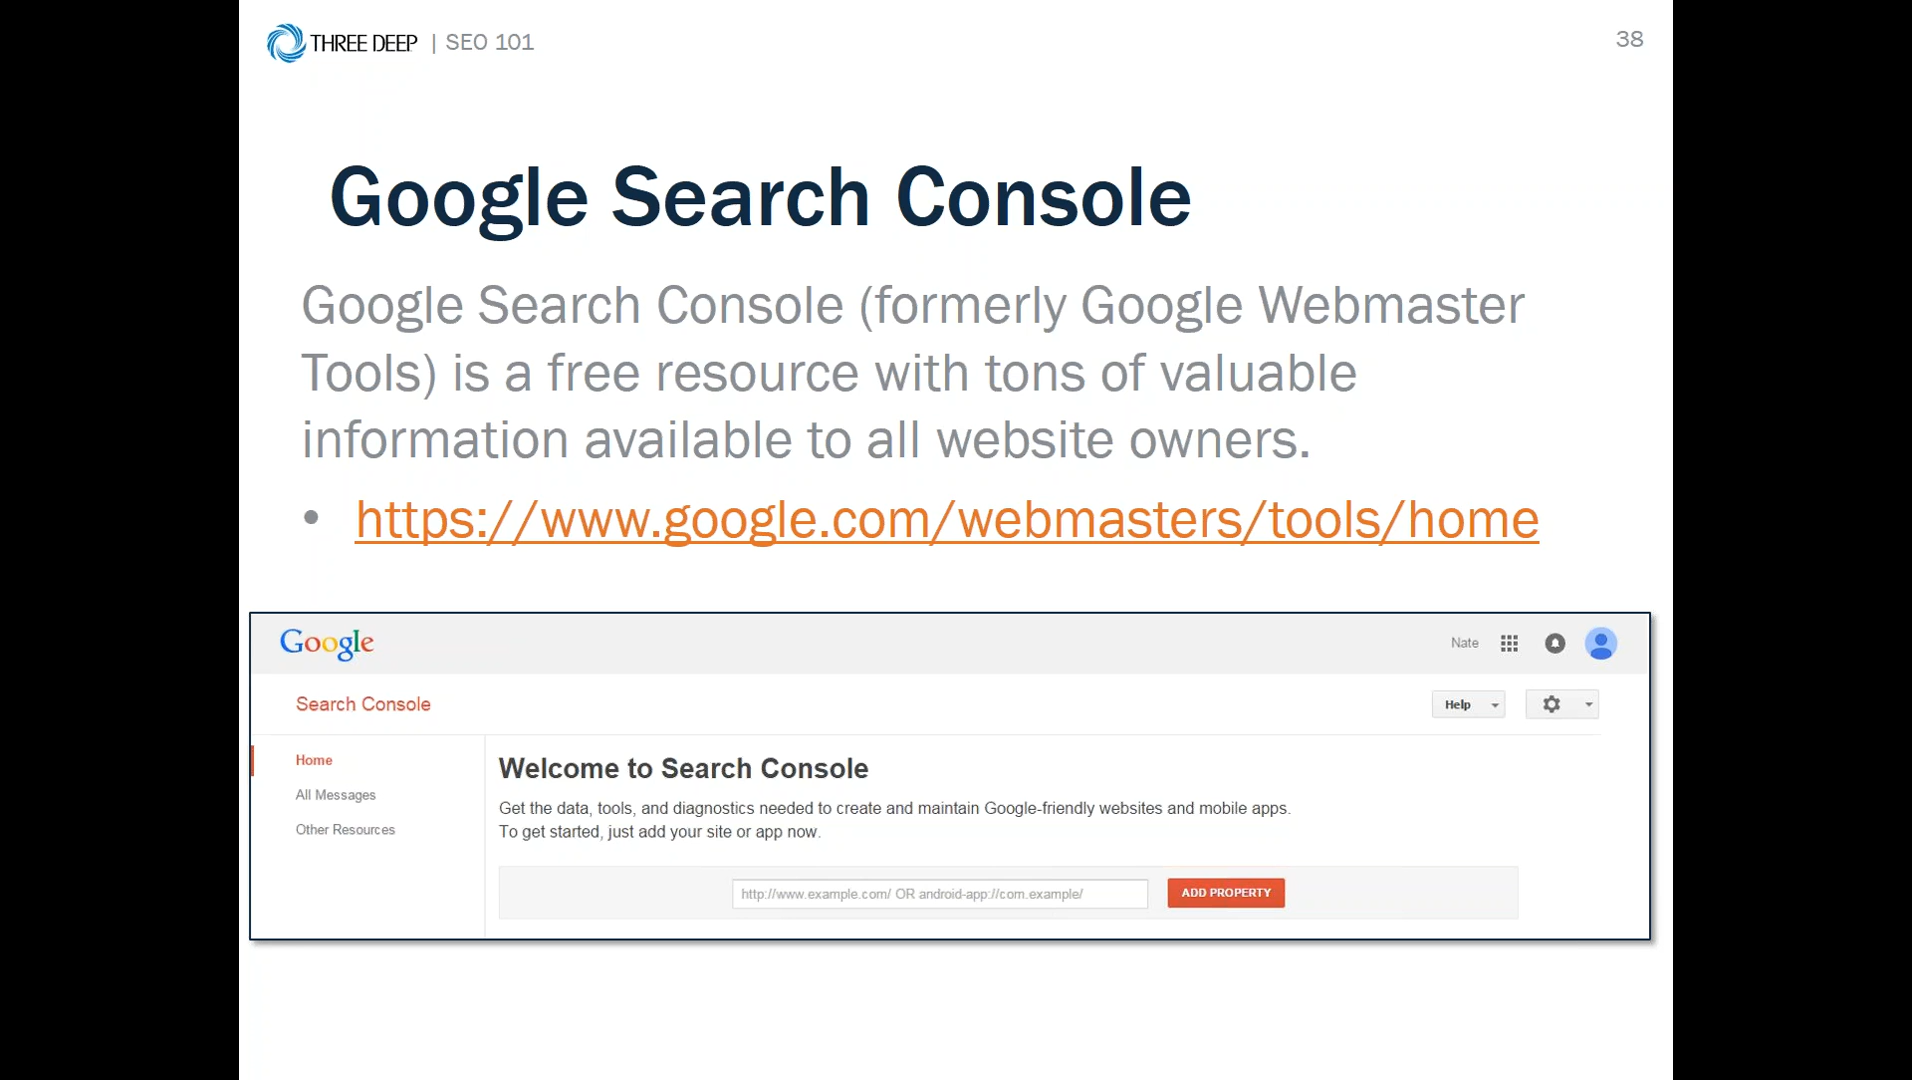 THREE DEEP | SEO 101
38
Google Search Console
Google Search Console (formerly Google Webmaster
Tools) is a free resource with tons of valuable
information available to all website owners.
• https://www.google.com/webmasters/tools/home
Google
Nate
Search Console
Help
Home
All Messages
Other Resources
Welcome to Search Console
Get the data, tools, and diagnostics needed to create and maintain Google-friendly websites and mobile apps.
To get started, just add your site or app now.
http://www.example.com/ OR android-app://com.example/
ADD PROPERTY